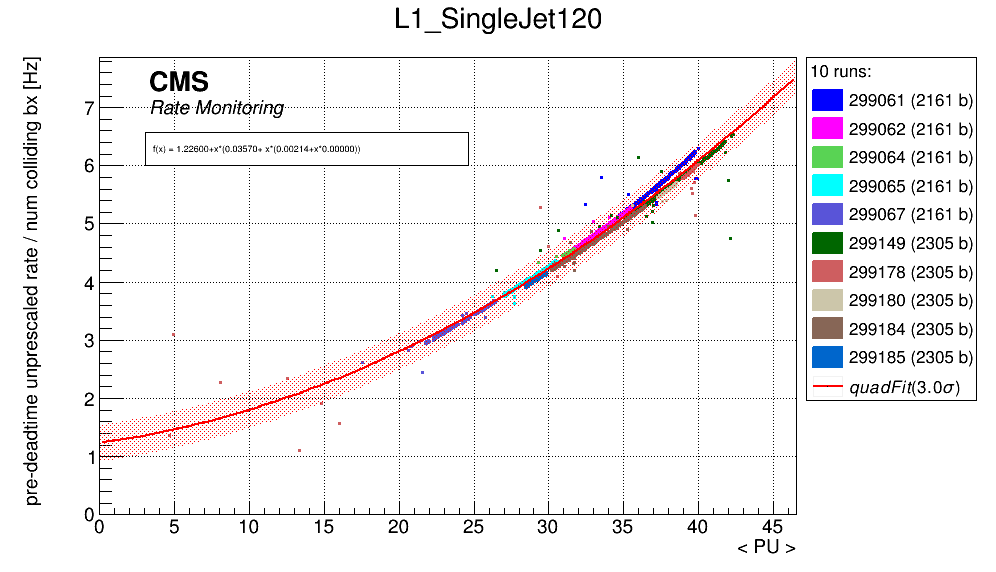 L1_SingleJet120
pre-deadtime unprescaled rate / num colliding bx [Hz]
CMS
Rate Monitoring
f(x) = 1.22600+x*(0.03570+ x*(0.00214+x*0.00000))
7
6
5
4
3
2
1
0
0 5 10 15 20 25 30 35 40 45
< PU >
10 runs:
299061 (2161 b)
299062 (2161 b)
299064 (2161 b)
299065 (2161 b)
299067 (2161 b)
299149 (2305 b)
299178 (2305 b)
299180 (2305 b)
299184 (2305 b)
299185 (2305 b)
quadFit(3.0σ)